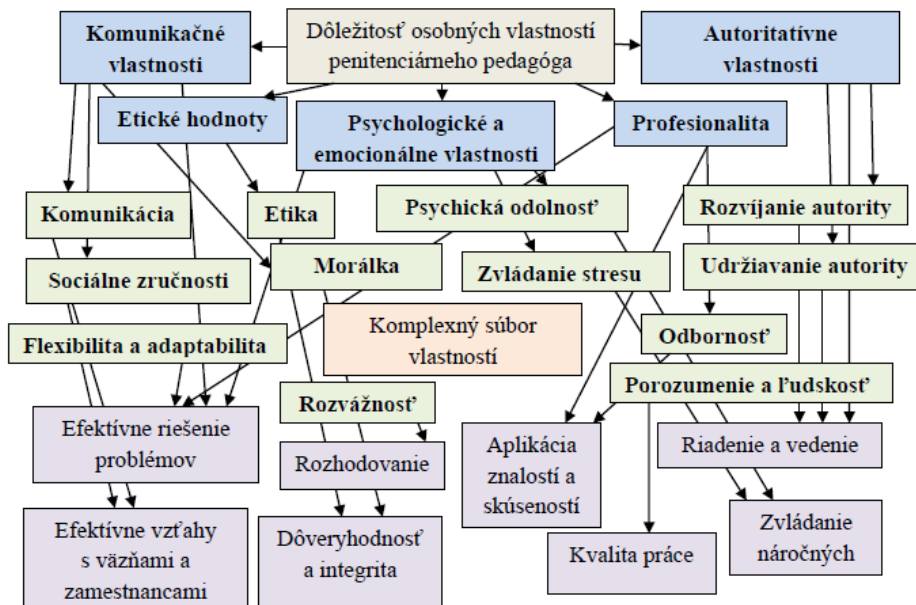 Komunikačné
vlastnosti
Dôležitosť osobných vlastností
penitenciárneho pedagóga
Autoritatívne
vlastnosti
Etické hodnoty
Psychologické a
emocionálne vlastnosti
Profesionalita
Komunikácia
Etika
Psychická odolnosť
Rozvíjanie autority
Sociálne zručnosti
Morálka
Zvládanie stresu
Udržiavanie autority
Flexibilita a adaptabilita
Komplexný súbor
vlastností
Odbornosť
Rozvážnosť
Porozumenie a ľudskosť
Efektívne riešenie
problémov
Rozhodovanie
Aplikácia
znalostí a
skúseností
Riadenie a vedenie
Efektívne vzťahy
s väzňami a
zamestnancami
Dôveryhodnosť
a integrita
Kvalita práce
Zvládanie
náročných